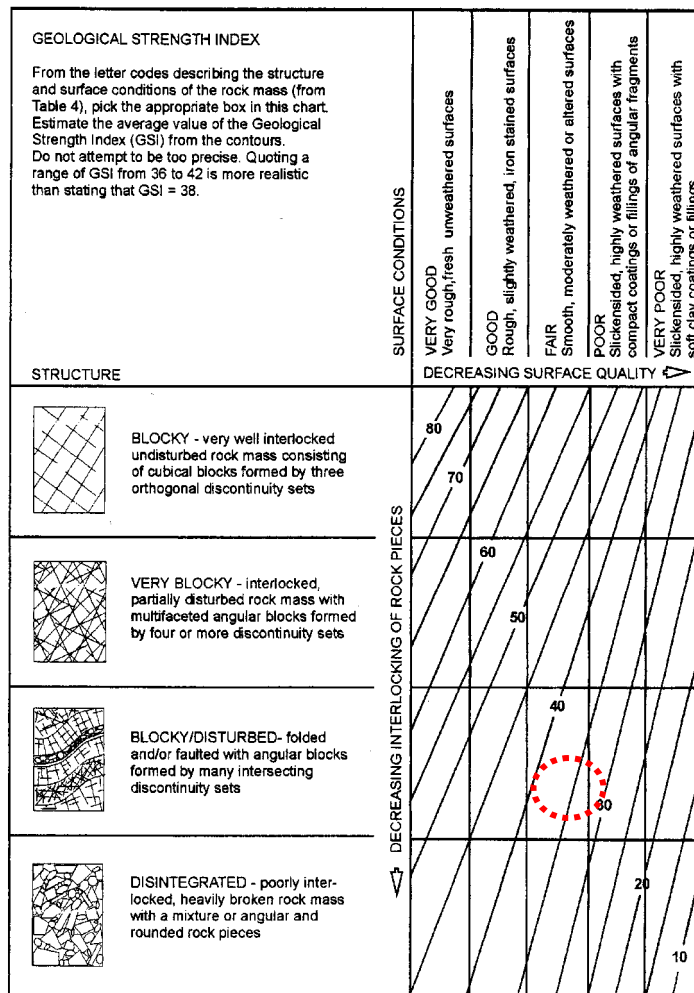 GEOLOGICAL STRENGTH INDEX
From the letter codes describing the structure
and surface conditions of the rock mass (from
Table 4), pick the appropriate box in this chart.
Estimate the average value of the Geological
Strength Index (GSI) from the contours.
Do not attempt to be too precise. Quoting a
range of GSI from 36 to 42 is more realistic
than stating that GSI = 38.
SURFACE CONDITIONS
VERY GOOD
Very rough,fresh unweathered surfaces
GOOD
Rough, slightly weathered, iron stained surfaces
FAIR
Smooth, moderately weathered or altered surfaces
POOR
Slickensided, highly weathered surfaces with
compact coatings or fillings of angular fragments
VERY POOR
Slickensided, highly weathered surfaces with
soft clay coatings or fillings
STRUCTURE
DECREASING SURFACE QUALITY
BLOCKY - very well interlocked
undisturbed rock mass consisting
of cubical blocks formed by three
orthogonal discontinuity sets
VERY BLOCKY - interlocked,
partially disturbed rock mass with
multifaceted angular blocks formed
by four or more discontinuity sets
BLOCKY/DISTURBED- folded
and/or faulted with angular blocks
formed by many intersecting
discontinuity sets
DISINTEGRATED - poorly inter-
locked, heavily broken rock mass
with a mixture or angular and
rounded rock pieces
DECREASING INTERLOCKING OF ROCK PIECES
80
70
60
50
40
30
20
10